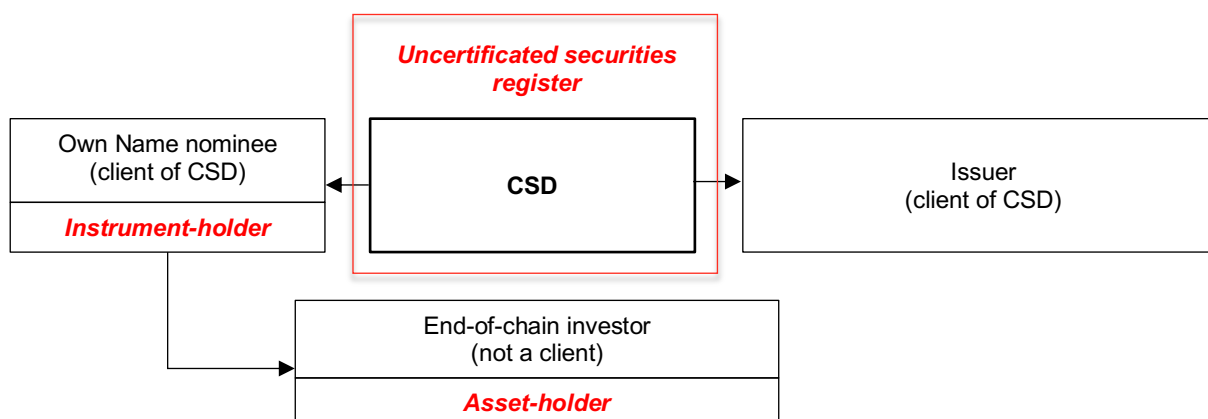 Uncertificated securities
register
Own Name nominee
(client of CSD)
Instrument-holder
CSD
Issuer
(client of CSD)
End-of-chain investor
(not a client)
Asset-holder